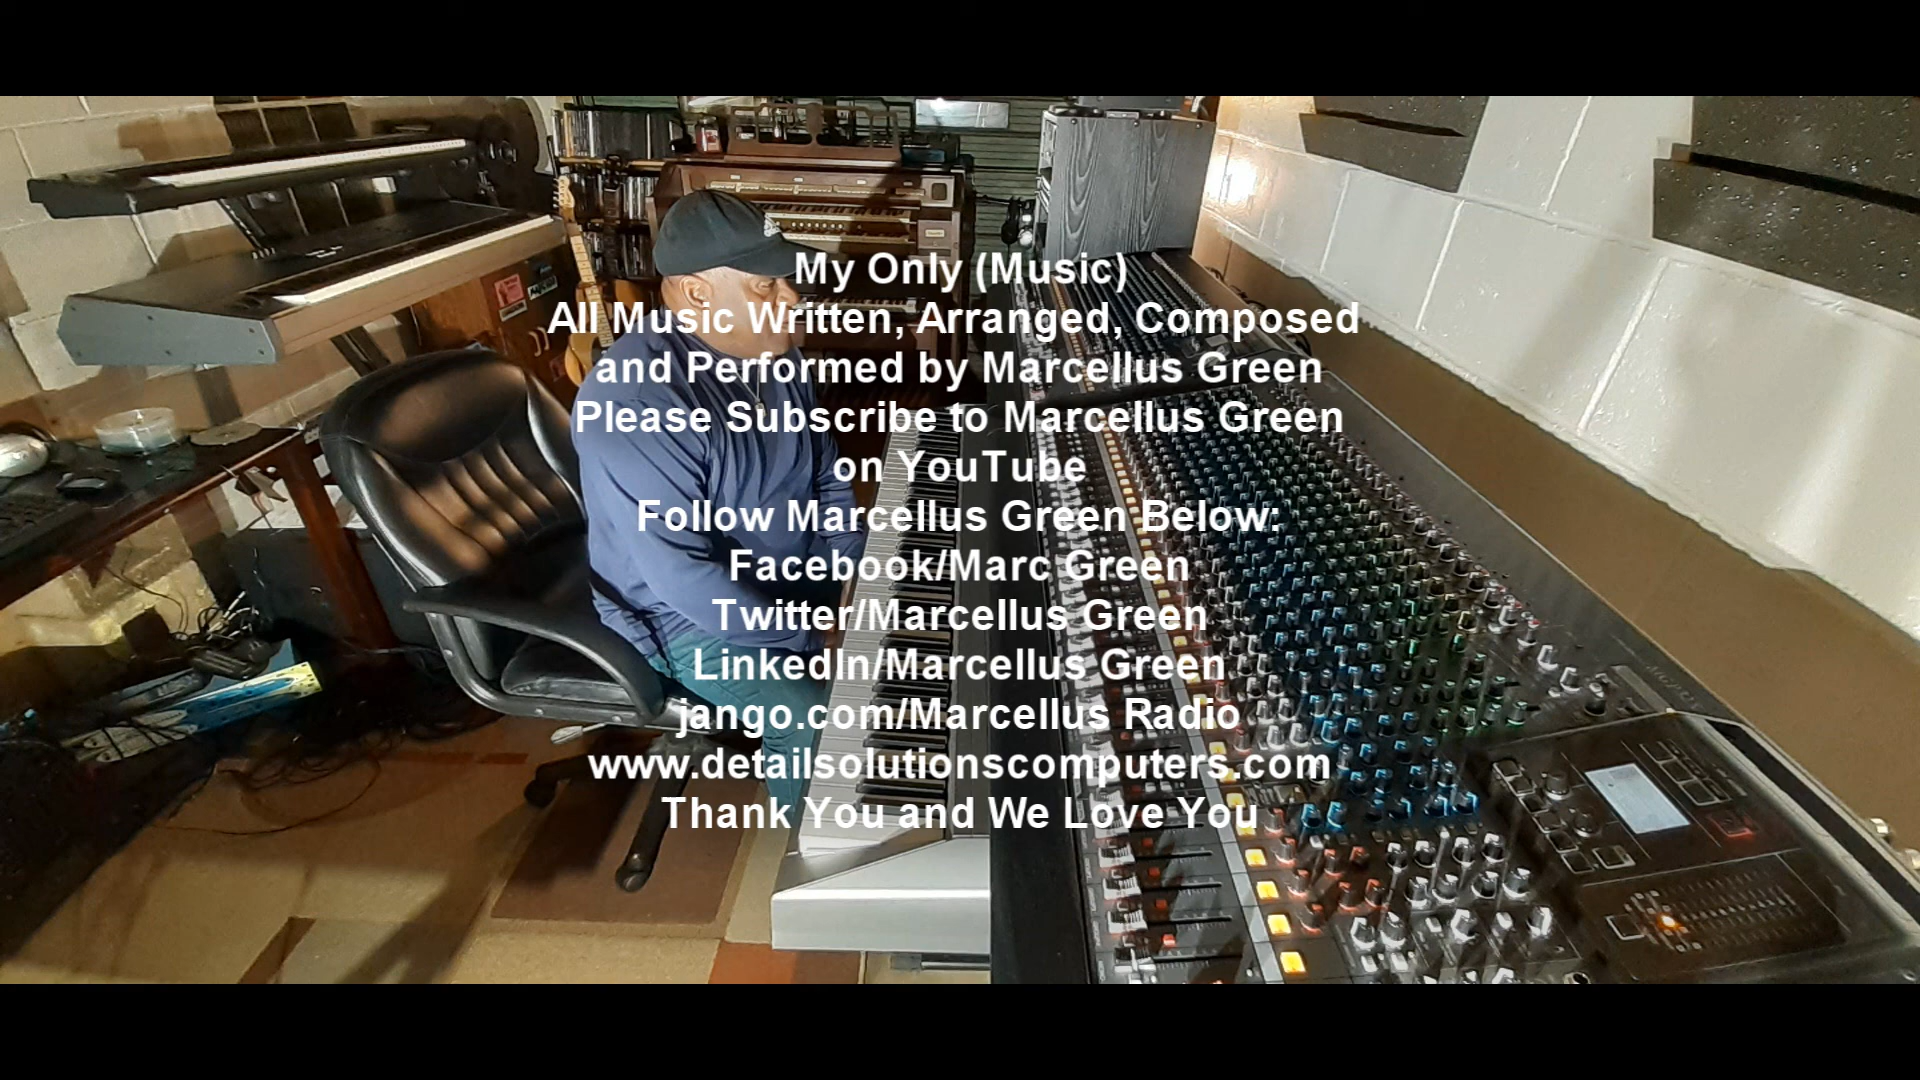 My Only (Music)
All Music Written, Arranged, Composed
and Performed by Marcellus Green
Please Subscribe to Marcellus Green
on YouTube
Follow Marcellus Green Below:
Facebook/Marc Green
Twitter/Marcellus Green
LinkedIn/Marcellus Green
jango.com/Marcellus Radio
www.detailsolutionscomputers.com
Thank You and We Love You